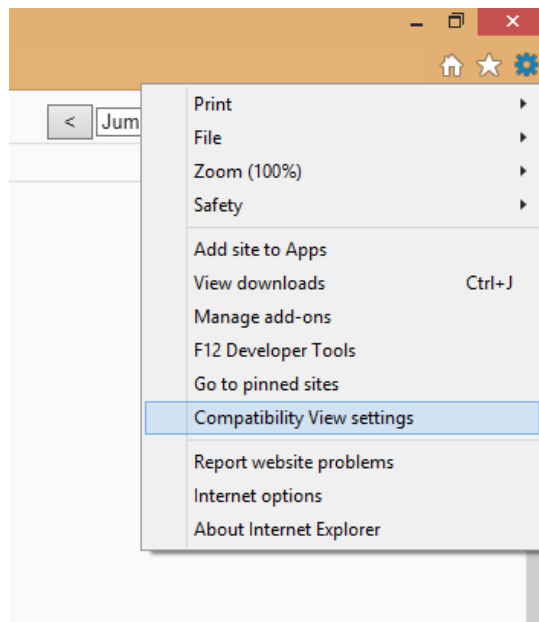 <
Jum
Print
File
Zoom (100%)
Safety
Add site to Apps
View downloads Ctrl+J
Manage add-ons
F12 Developer Tools
Go to pinned sites
Compatibility View settings
Report website problems
Internet options
About Internet Explorer